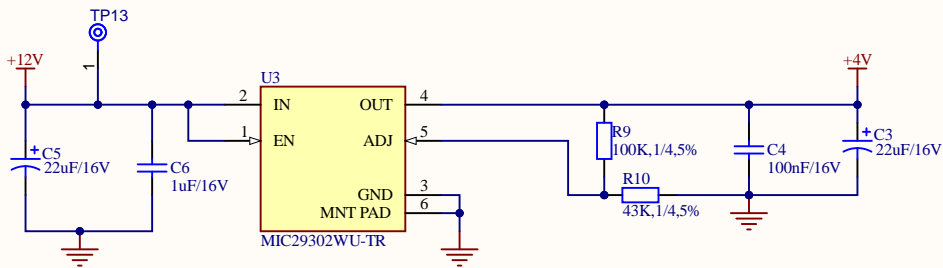 TP13
+12V
+4V
1
U3
2 IN OUT 4
1 EN ADJ 5
R9
100K,1/4,5%
C5
22uF/16V
C6
1uF/16V
C4
100nF/16V
C3
22uF/16V
R10
43K,1/4,5%
GND 3
MNT PAD 6
MIC29302WU-TR